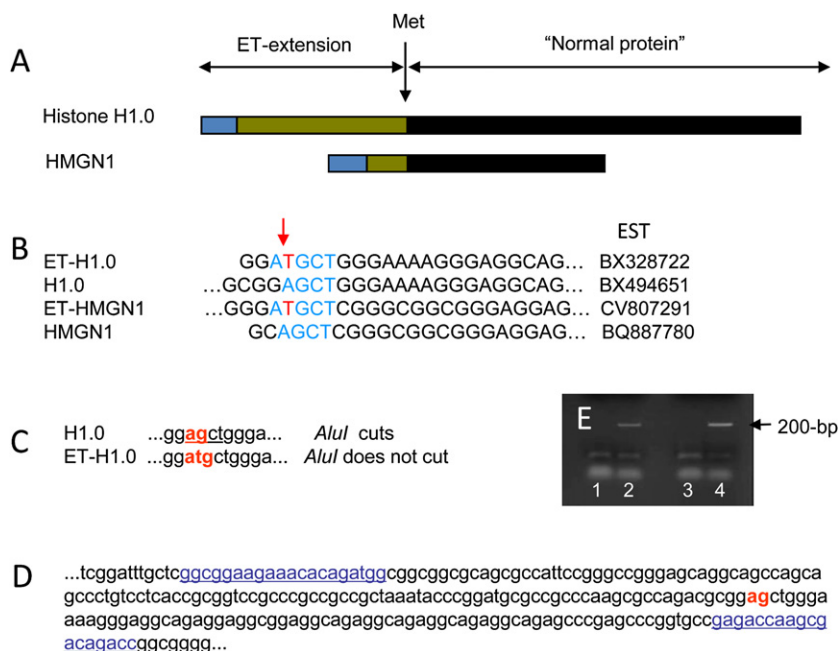 Met
A
ET-extension
“Normal protein”
Histone H1.0
HMGN1
B
EST
ET-H1.0 GGATGCTGGGAAAAGGGAGGCAG… BX328722
H1.0 …GCGGAGCTGGGAAAAGGGAGGCAG… BX494651
ET-HMGN1 …GGGATGCTCGGGCGGCGGGAGGAG… CV807291
HMGN1 GCAGCTCGGGCGGCGGGAGGAG… BQ887780
C
H1.0 …ggagctggga… AluI cuts
ET-H1.0 …ggatgctggga… AluI does not cut
E
200-bp
1 2 3 4
D
…tcggatttgctcggcggaagaaacacagatggcggcggcgcagcgccattccgggccgggagcaggcagccagca
gccctgtcctcaccgcggtccgcccgccgccgctaaatacccggatgcgccgcccaagcgccagacgcggagctggga
aaagggaggcagaggaggcggaggcagaggcagaggcagaggaggcagagcccgagcccggtgccgagaccaagcg
acagaccggcgggg…